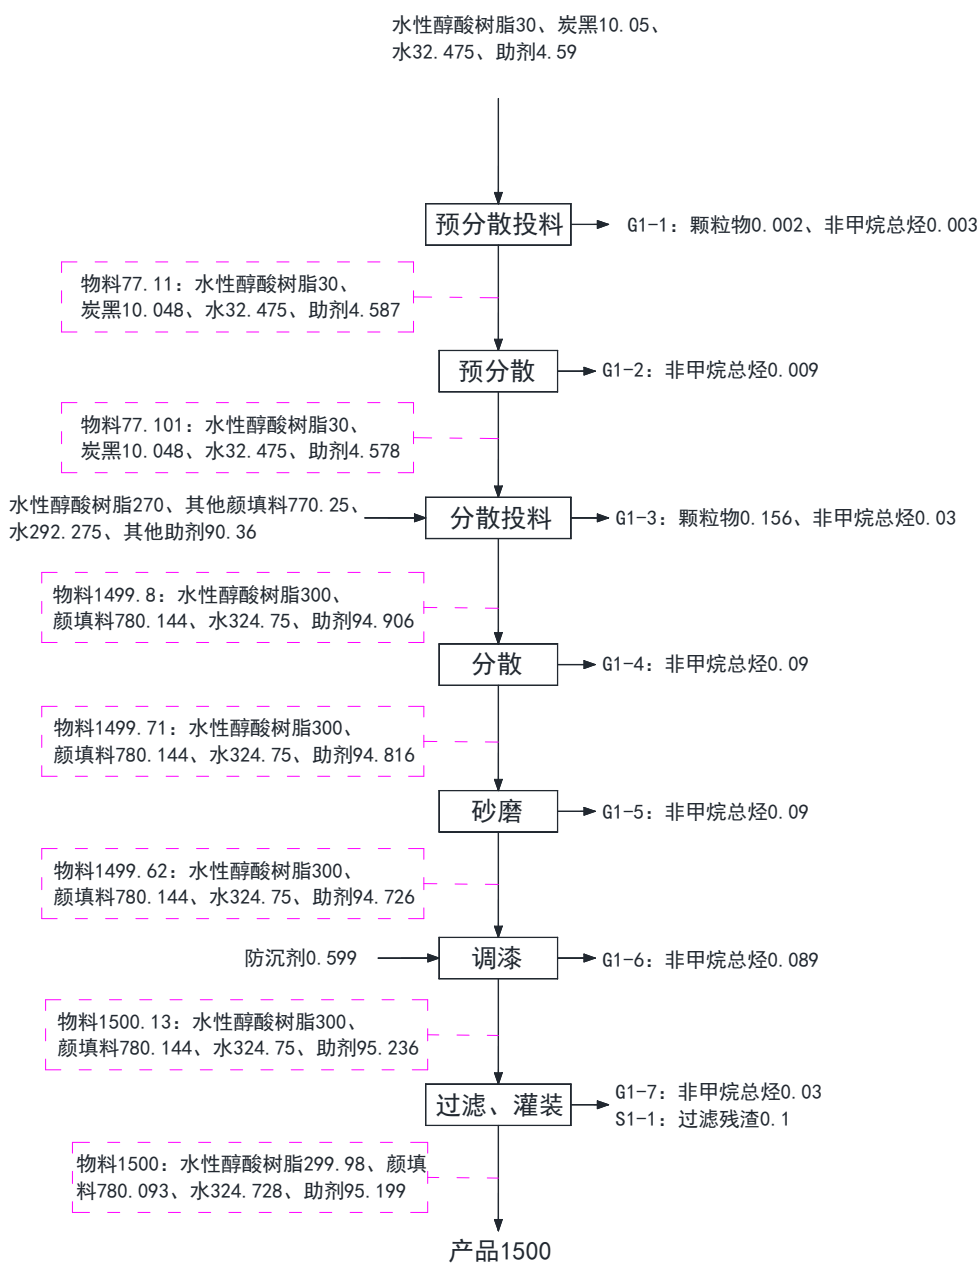 水性醇酸树脂30、炭黑10.05、
水32.475、助剂4.59
预分散投料
G1-1：颗粒物0.002、非甲烷总烃0.003
物料77.11：水性醇酸树脂30、
炭黑10.048、水32.475、助剂4.587
预分散
G1-2：非甲烷总烃0.009
物料77.101：水性醇酸树脂30、
炭黑10.048、水32.475、助剂4.578
水性醇酸树脂270、其他颜填料770.25、
水292.275、其他助剂90.36
分散投料
G1-3：颗粒物0.156、非甲烷总烃0.03
物料1499.8：水性醇酸树脂300、
颜填料780.144、水324.75、助剂94.906
分散
G1-4：非甲烷总烃0.09
物料1499.71：水性醇酸树脂300、
颜填料780.144、水324.75、助剂94.816
砂磨
G1-5：非甲烷总烃0.09
物料1499.62：水性醇酸树脂300、
颜填料780.144、水324.75、助剂94.726
防沉剂0.599
调漆
G1-6：非甲烷总烃0.089
物料1500.13：水性醇酸树脂300、
颜填料780.144、水324.75、助剂95.236
过滤、灌装
G1-7：非甲烷总烃0.03
S1-1：过滤残渣0.1
物料1500：水性醇酸树脂299.98、颜填
料780.093、水324.728、助剂95.199
产品1500